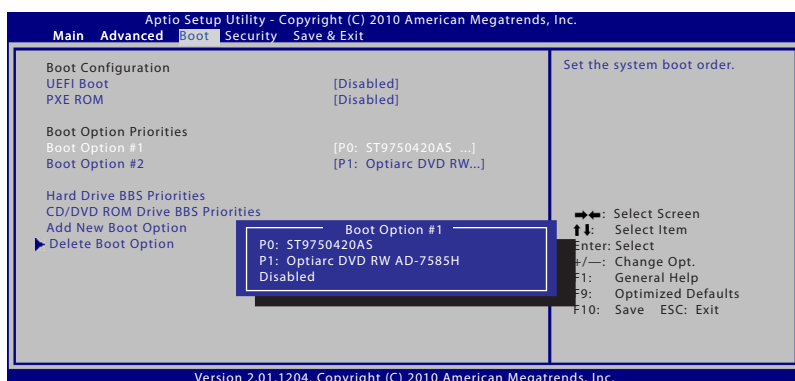 Aptio Setup Utility - Copyright (C) 2010 American Megatrends, Inc.
Main Advanced Boot Security Save & Exit
Boot Configuration
UEFI Boot [Disabled]
PXE ROM [Disabled]
Boot Option Priorities
Boot Option #1 [P0: ST9750420AS ...]
Boot Option #2 [P1: Optiarc DVD RW...]
Hard Drive BBS Priorities
CD/DVD ROM Drive BBS Priorities
Add New Boot Option
Delete Boot Option
Boot Option #1
P0: ST9750420AS
P1: Optiarc DVD RW AD-7585H
Disabled
Set the system boot order.
→←: Select Screen
↑↓: Select Item
Enter: Select
+/—: Change Opt.
F1: General Help
F9: Optimized Defaults
F10: Save ESC: Exit
Version 2.01.1204. Copyright (C) 2010 American Megatrends, Inc.